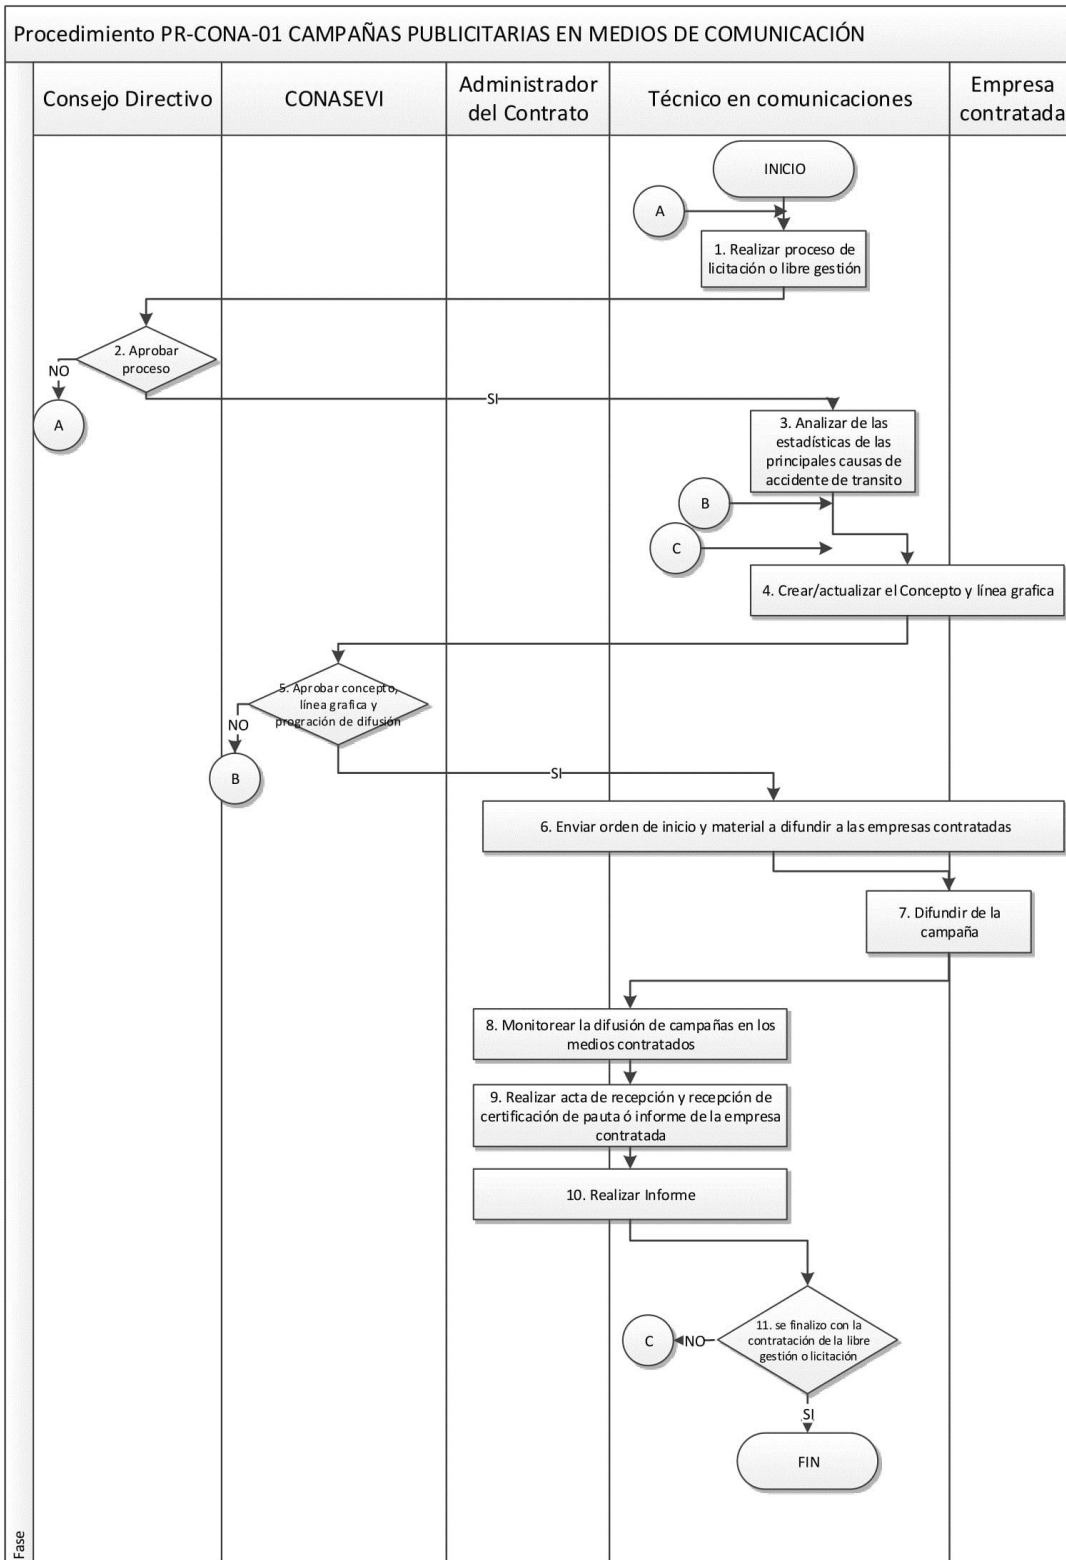 Procedimiento PR-CONA-01 CAMPAÑAS PUBLICITARIAS EN MEDIOS DE COMUNICACIÓN
Consejo Directivo
CONASEVI
Administrador
del Contrato
Técnico en comunicaciones
Empresa
contratada
INICIO
A
1. Realizar proceso de
licitación o libre gestión
2. Aprobar
proceso
NO
A
SI
3. Analizar de las
estadísticas de las
principales causas de
accidente de transito
B
C
4. Crear/actualizar el Concepto y línea grafica
5. Aprobar concepto,
línea grafica y
progración de difusión
NO
B
SI
6. Enviar orden de inicio y material a difundir a las empresas contratadas
7. Difundir de la
campaña
8. Monitorear la difusión de campañas en los
medios contratados
9. Realizar acta de recepción y recepción de
certificación de pauta ó informe de la empresa
contratada
10. Realizar Informe
11. se finalizo con la
contratación de la libre
gestión o licitación
NO
C
SI
FIN
Fase